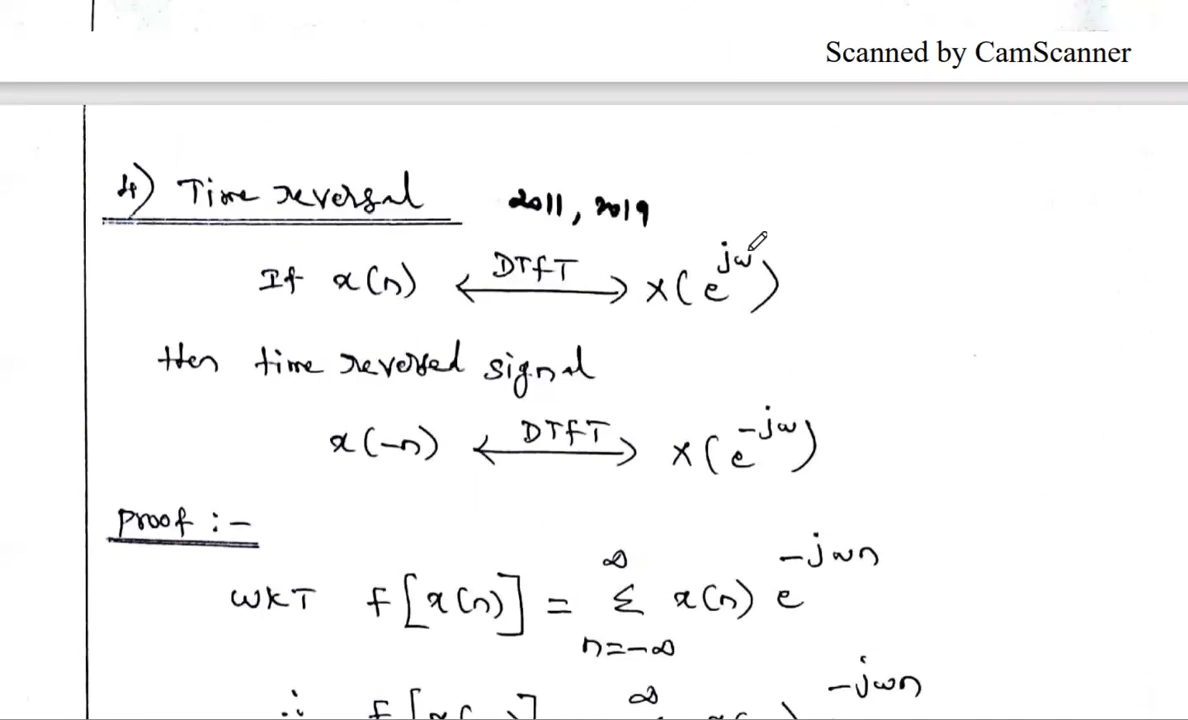 Scanned by CamScanner
4) Time reversal 2011, 2019
If x(n) ⟷ DTFT X(e^{jω})
then time reversed signal
x(-n) ⟷ DTFT X(e^{-jω})
Proof :-
WKT F[x(n)] = Σ_{n=-∞}^{∞} x(n) e^{-jωn}
∴ F[ ] ∞ e^{-jωn}